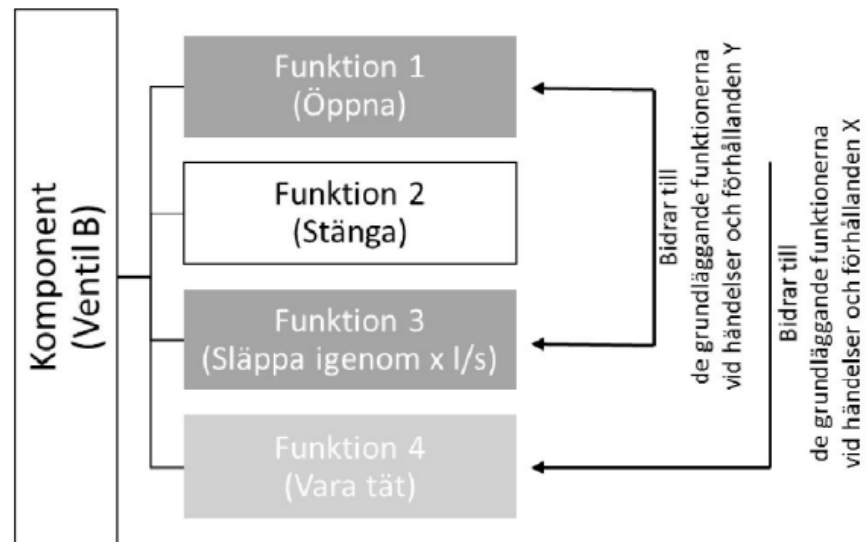 Komponent
(Ventil B)
Funktion 1
(Öppna)
Funktion 2
(Stänga)
Funktion 3
(Släppa igenom x l/s)
Funktion 4
(Vara tät)
Bidrar till
de grundläggande funktionerna
vid händelser och förhållanden Y
Bidrar till
de grundläggande funktionerna
vid händelser och förhållanden X